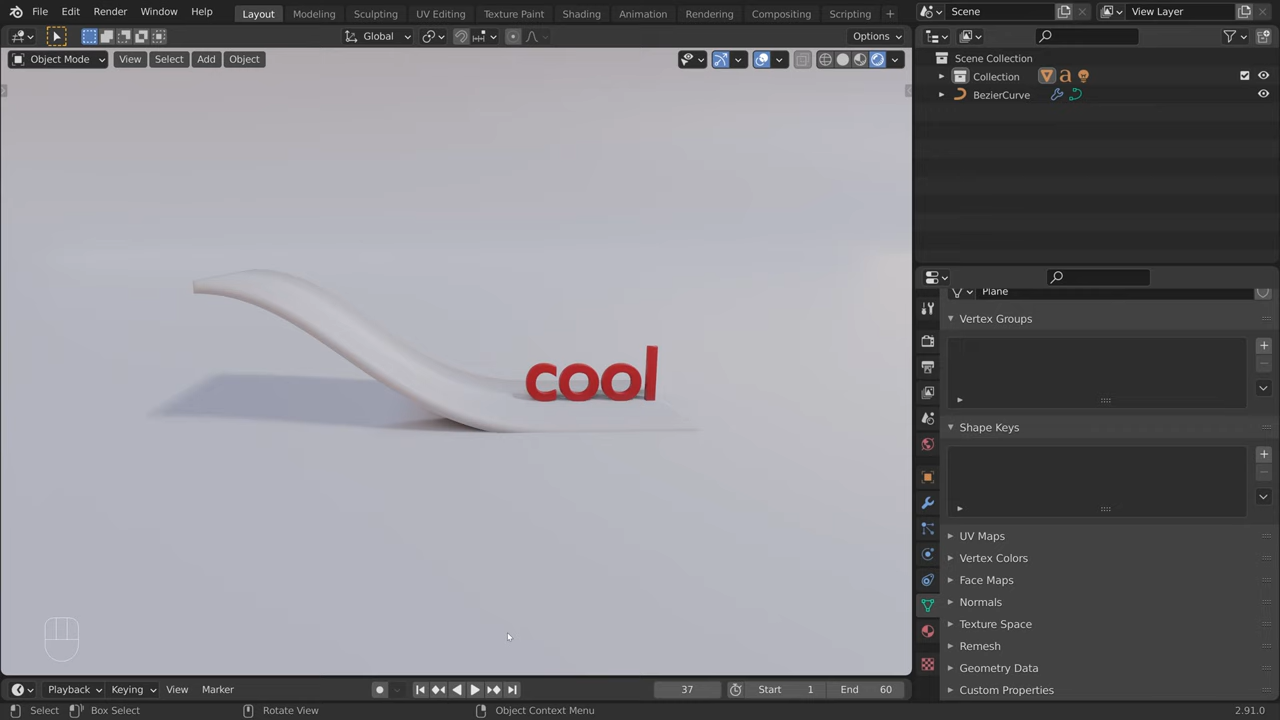 File Edit Render Window Help Layout Modeling Sculpting UV Editing Texture Paint Shading Animation Rendering Compositing Scripting + Scene View Layer
Global Options
Object Mode View Select Add Object
Scene Collection
Collection
BezierCurve
Plane
Vertex Groups
Shape Keys
UV Maps
Vertex Colors
Face Maps
Normals
Texture Space
Remesh
Geometry Data
Custom Properties
cool
Playback Keying View Marker 37 Start 1 End 60
Select Box Select Rotate View Object Context Menu 2.91.0